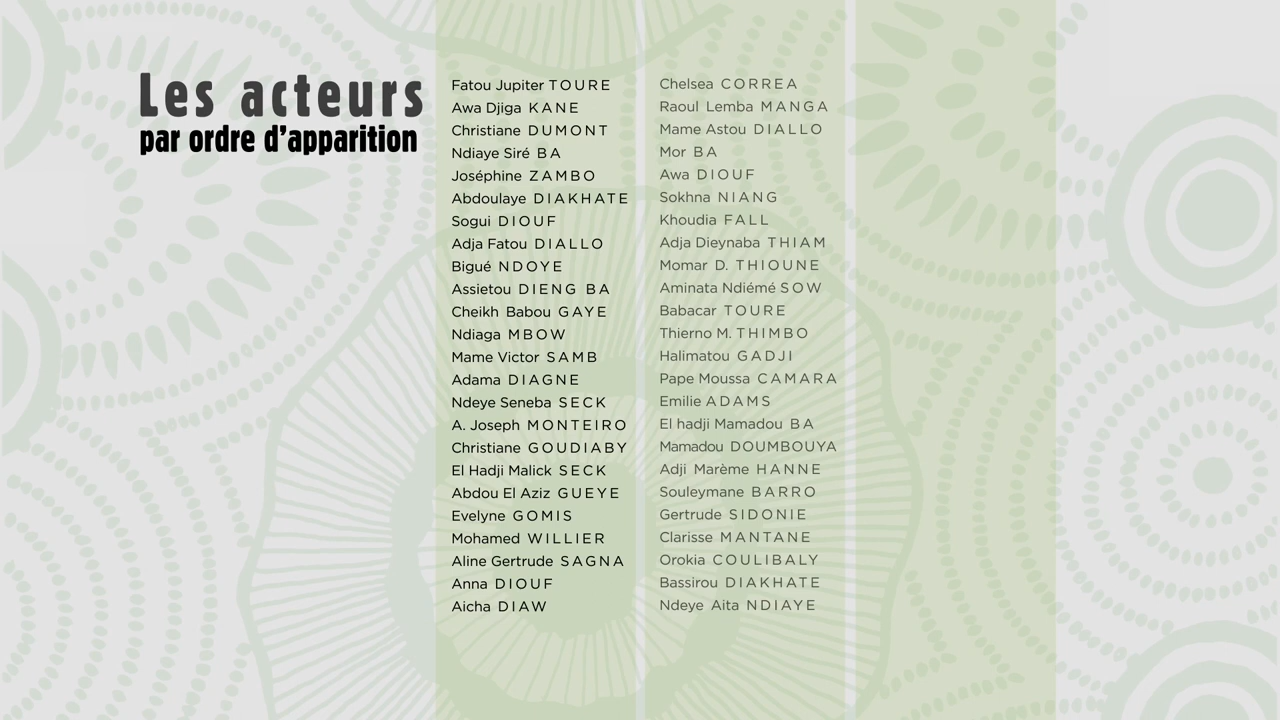 Les acteurs
par ordre d'apparition
Fatou Jupiter TOURE
Awa Djiga KANE
Christiane DUMONT
Ndiaye Siré BA
Joséphine ZAMBO
Abdoulaye DIAKHATE
Sogui DIOUF
Adja Fatou DIALLO
Bigué NDOYE
Assietou DIENG BA
Cheikh Babou GAYE
Ndiaga MBOW
Mame Victor SAMB
Adama DIAGNE
Ndeye Seneba SECK
A. Joseph MONTEIRO
Christiane GOUDIABY
El Hadji Malick SECK
Abdou El Aziz GUEYE
Evelyne GOMIS
Mohamed WILLIER
Aline Gertrude SAGNA
Anna DIOUF
Aicha DIAW
Chelsea CORREA
Raoul Lemba MANGA
Mame Astou DIALLO
Mor BA
Awa DIOUF
Sokhna NIANG
Khoudia FALL
Adja Dieynaba THIAM
Momar D. THIOUNE
Aminata Ndiémé SOW
Babacar TOURE
Thierno M. THIMBO
Halimatou GADJI
Pape Moussa CAMARA
Emilie ADAMS
El hadji Mamadou BA
Mamadou DOUMBOUYA
Adji Marème HANNE
Souleymane BARRO
Gertrude SIDONIE
Clarisse MANTANE
Orokia COULIBALY
Bassirou DIAKHATE
Ndeye Aita NDIAYE